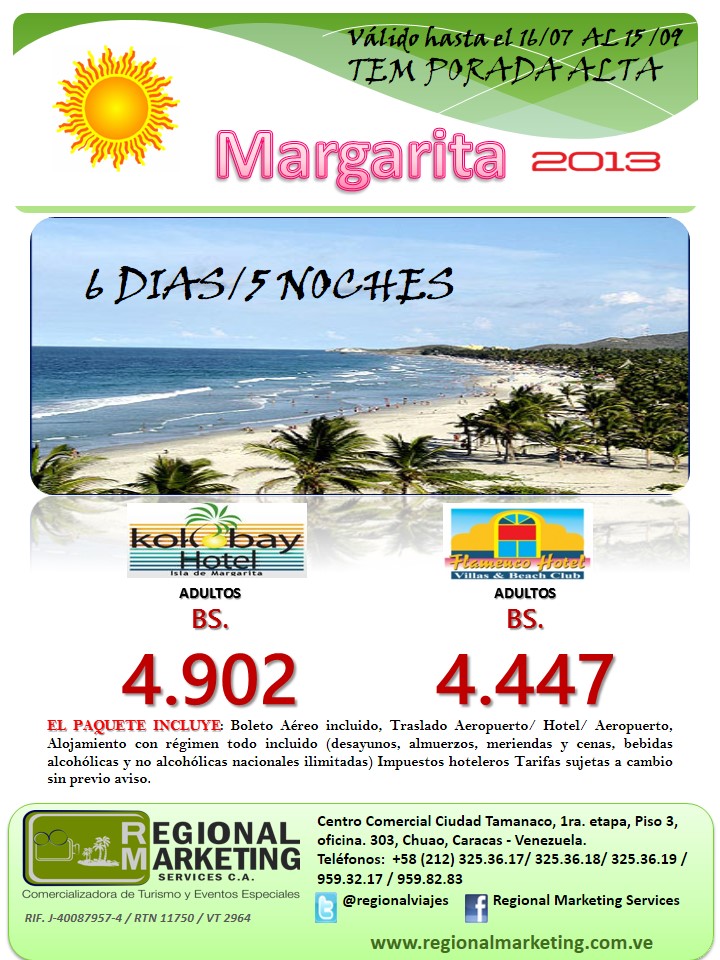 Válido hasta el 16/07 AL 15/09
TEMPORADA ALTA
Margarita 2013
6 DIAS/5 NOCHES
kolobay
Hotel
Isla de Margarita
Flamenco Hotel
Villas & Beach Club
ADULTOS
BS.
4.902
ADULTOS
BS.
4.447
EL PAQUETE INCLUYE: Boleto Aéreo incluido, Traslado Aeropuerto/ Hotel/ Aeropuerto,
Alojamiento con régimen todo incluido (desayunos, almuerzos, meriendas y cenas, bebidas
alcohólicas y no alcohólicas nacionales ilimitadas) Impuestos hoteleros Tarifas sujetas a cambio
sin previo aviso.
REGIONAL
MARKETING
SERVICES C.A.
Comercializadora de Turismo y Eventos Especiales
RIF. J-40087957-4 / RTN 11750 / VT 2964
Centro Comercial Ciudad Tamanaco, 1ra. etapa, Piso 3,
oficina. 303, Chuao, Caracas - Venezuela.
Teléfonos: +58 (212) 325.36.17/ 325.36.18/ 325.36.19 /
959.32.17 / 959.82.83
@regionalviajes Regional Marketing Services
www.regionalmarketing.com.ve